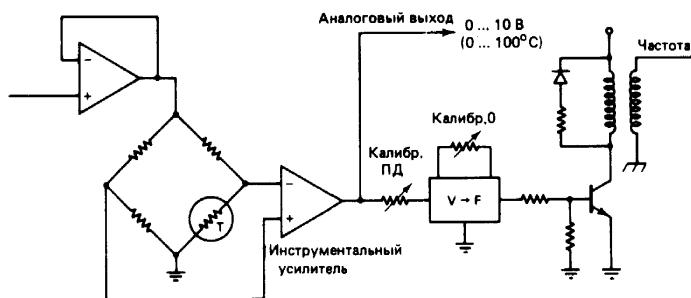 Аналоговый выход
0 ... 10 В
(0 ... 100°С)
Частота
Калибр, 0
Калибр.
ПД
−
+
−
+
V → F
T
Инструментальный
усилитель